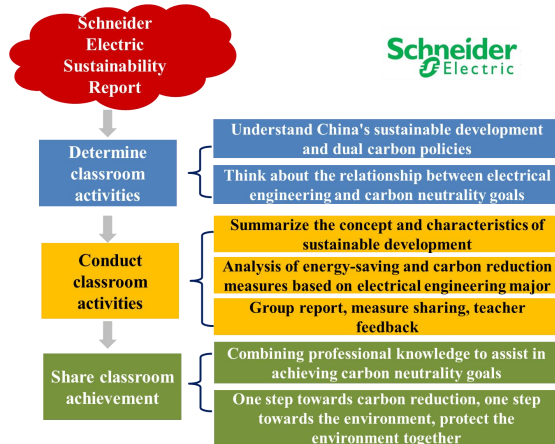 Schneider
Electric
Sustainability
Report
Schneider
Electric
Determine
classroom
activities
Understand China's sustainable development
and dual carbon policies
Think about the relationship between electrical
engineering and carbon neutrality goals
Conduct
classroom
activities
Summarize the concept and characteristics of
sustainable development
Analysis of energy-saving and carbon reduction
measures based on electrical engineering major
Group report, measure sharing, teacher
feedback
Share classroom
achievement
Combining professional knowledge to assist in
achieving carbon neutrality goals
One step towards carbon reduction, one step
towards the environment, protect the
environment together